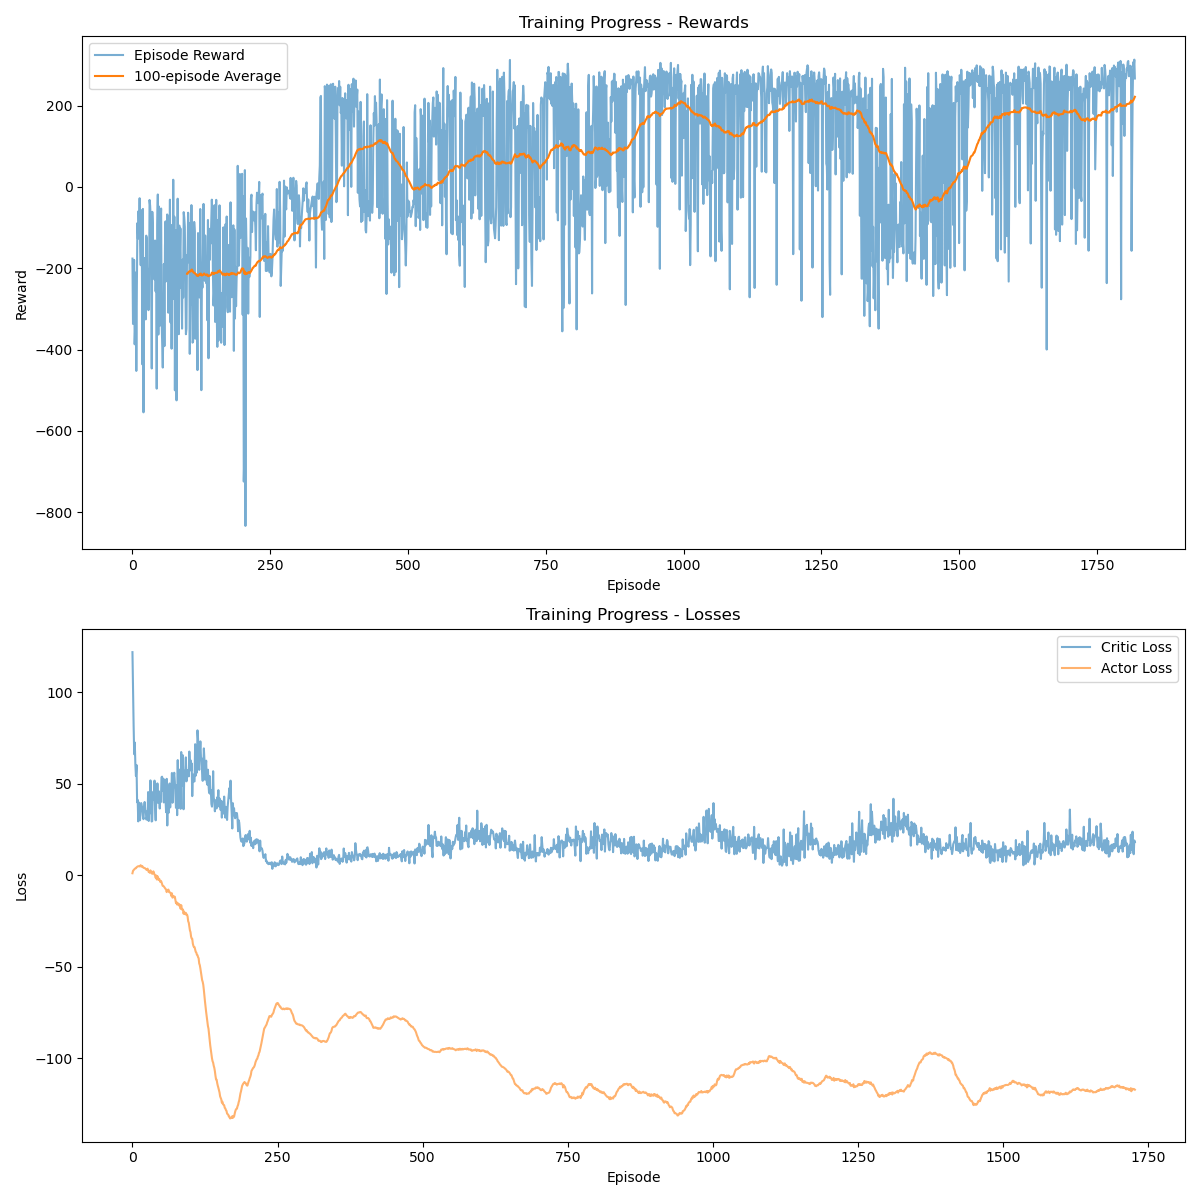 Training Progress - Rewards
Episode Reward
100-episode Average
Reward
200
0
−200
−400
−600
−800
0 250 500 750 1000 1250 1500 1750
Episode
Training Progress - Losses
Critic Loss
Actor Loss
Loss
100
50
0
−50
−100
0 250 500 750 1000 1250 1500 1750
Episode